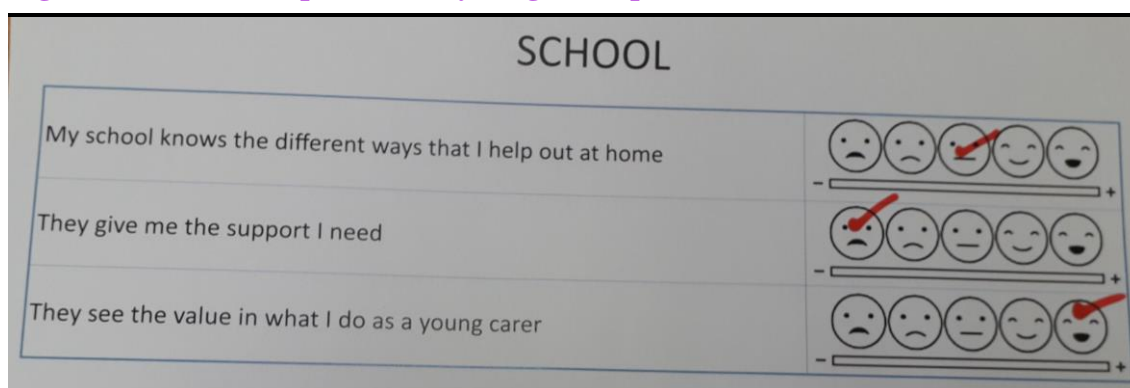 SCHOOL
My school knows the different ways that I help out at home
- +
They give me the support I need
- +
They see the value in what I do as a young carer
- +